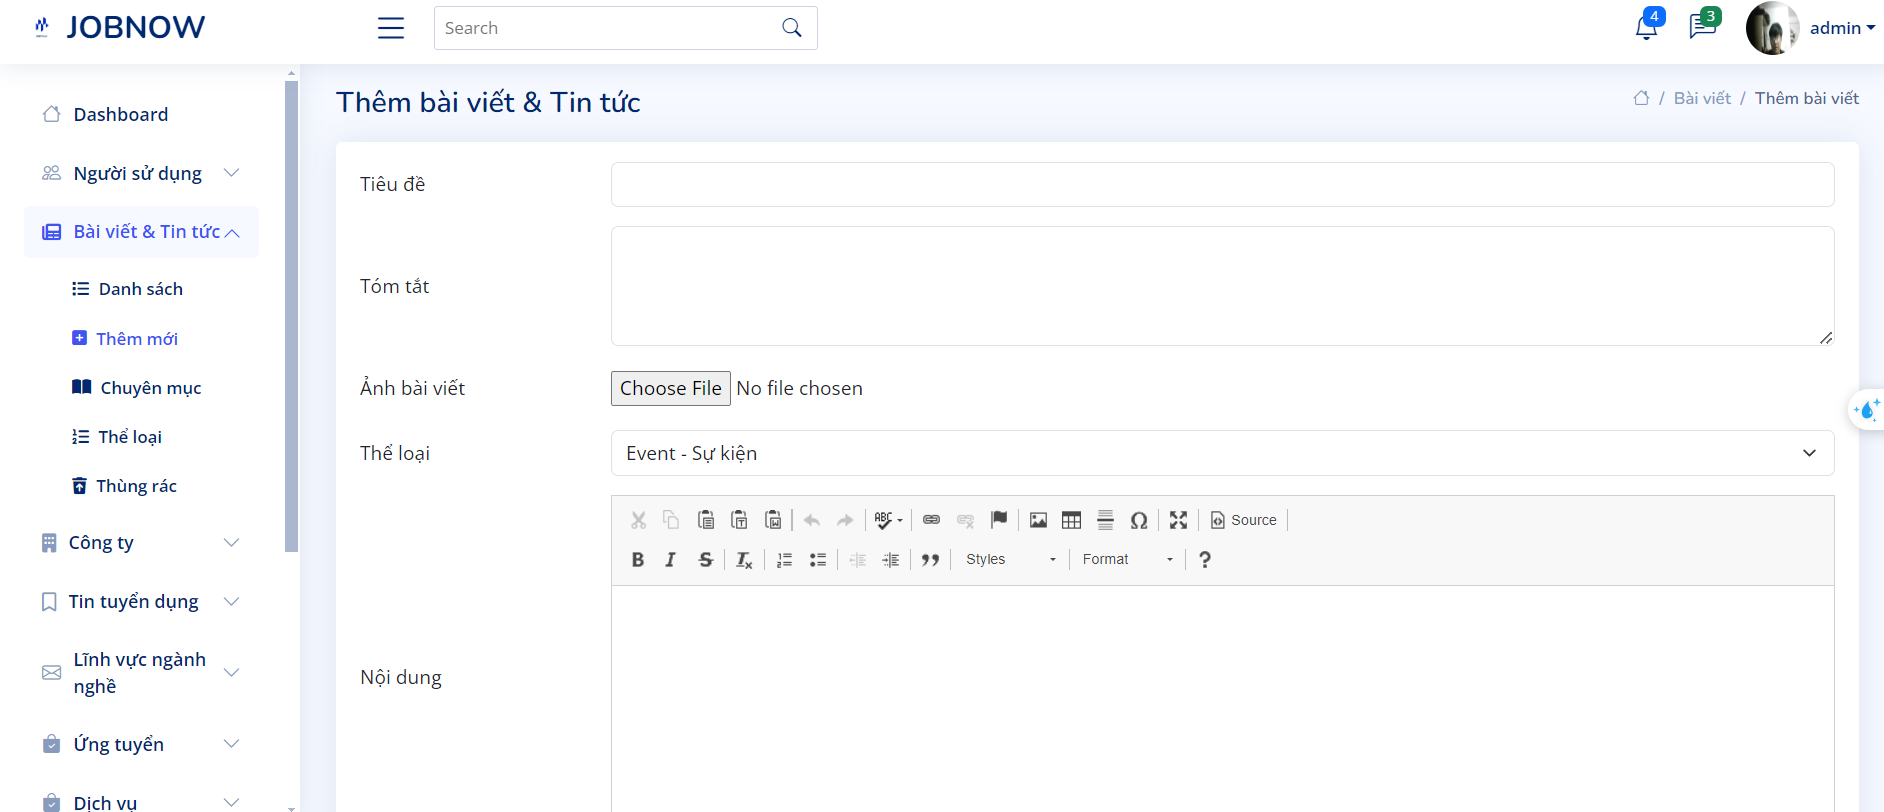 JOBNOW
Search
4
3
admin
Dashboard
Người sử dụng
Bài viết & Tin tức
Danh sách
Thêm mới
Chuyên mục
Thể loại
Thùng rác
Công ty
Tin tuyển dụng
Lĩnh vực ngành
nghề
Ứng tuyển
Dịch vụ
Thêm bài viết & Tin tức
/ Bài viết / Thêm bài viết
Tiêu đề
Tóm tắt
Ảnh bài viết
Choose File No file chosen
Thể loại
Event - Sự kiện
Source
Styles
Format
Nội dung